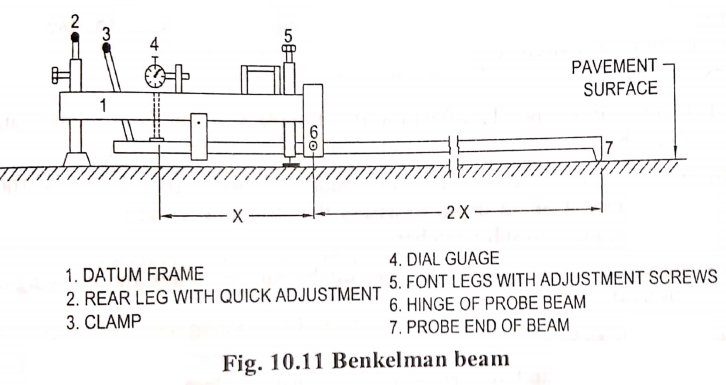 2
3
4
5
PAVEMENT
SURFACE
1
6
7
X
2 X
1. DATUM FRAME
2. REAR LEG WITH QUICK ADJUSTMENT
3. CLAMP
4. DIAL GUAGE
5. FONT LEGS WITH ADJUSTMENT SCREWS
6. HINGE OF PROBE BEAM
7. PROBE END OF BEAM
Fig. 10.11 Benkelman beam